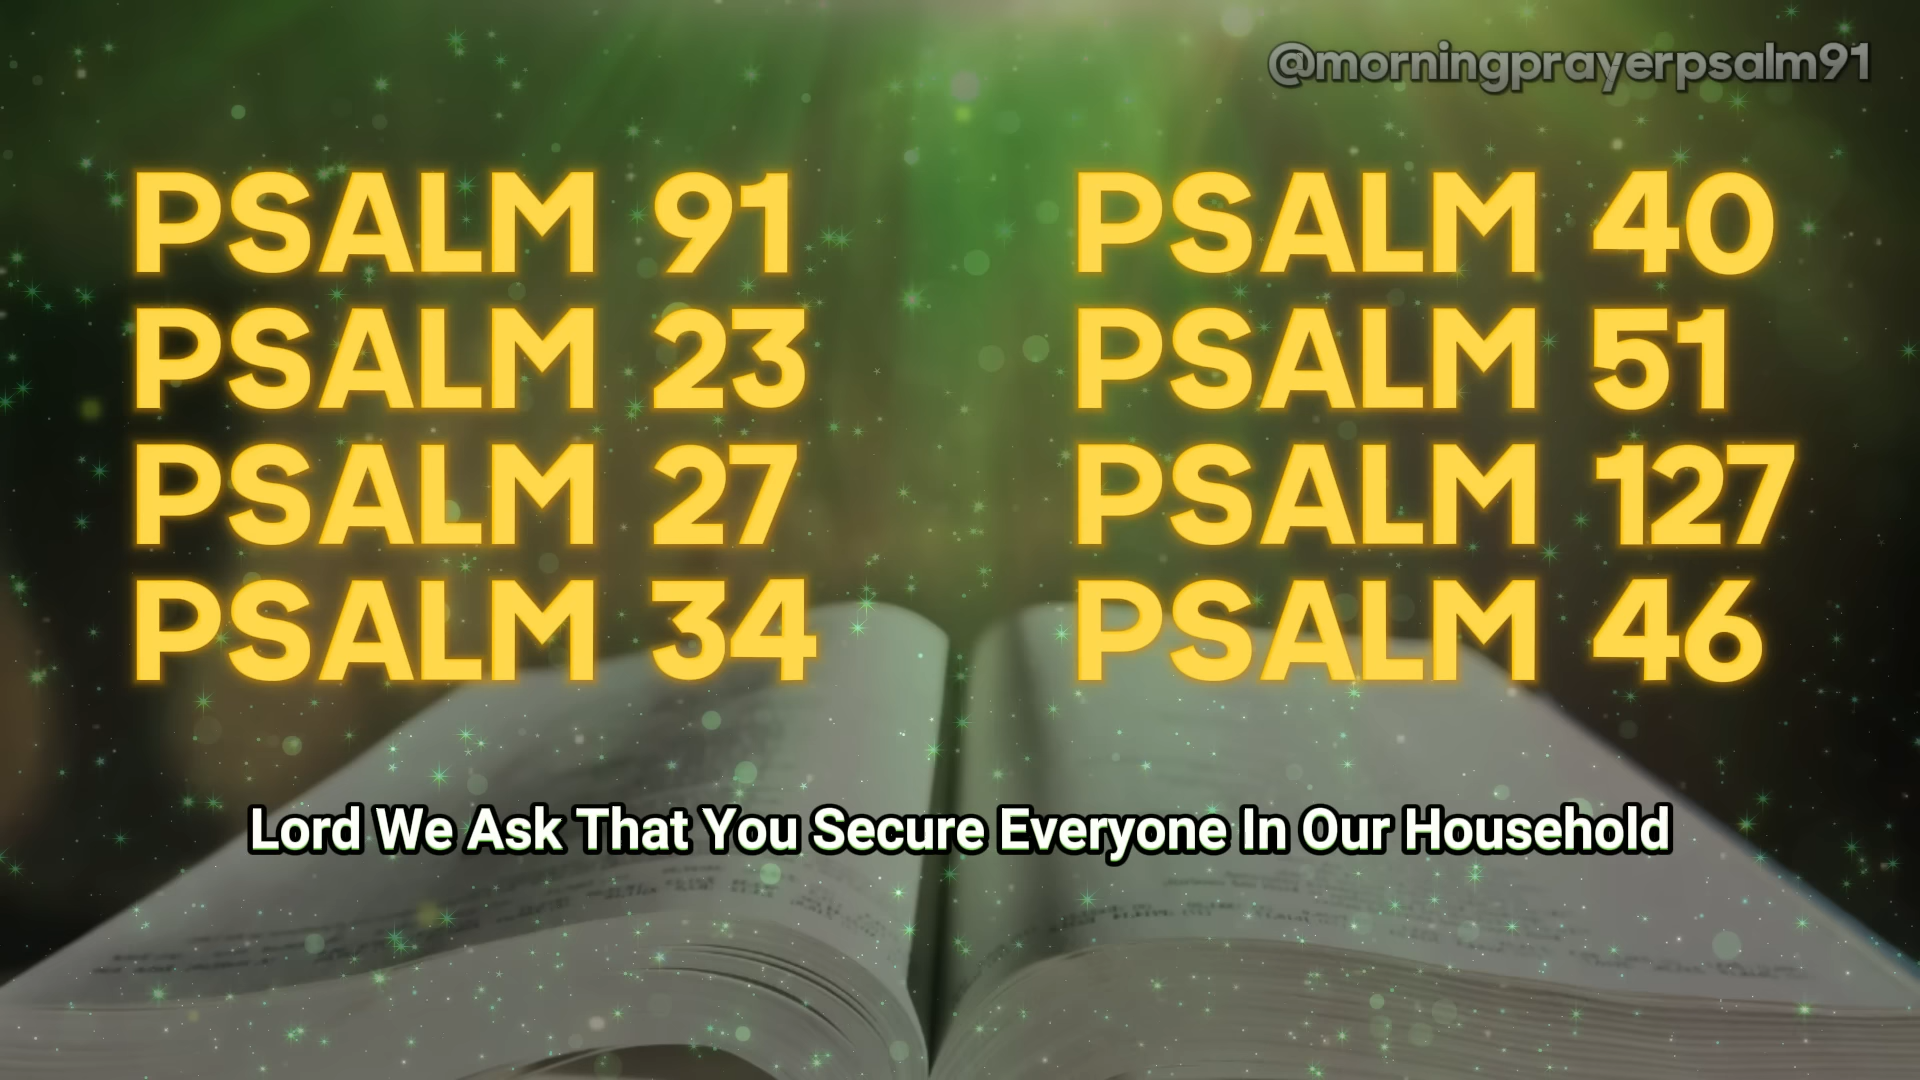 @morningprayerpsalm91
PSALM 91
PSALM 23
PSALM 27
PSALM 34
PSALM 40
PSALM 51
PSALM 127
PSALM 46
Lord We Ask That You Secure Everyone In Our Household